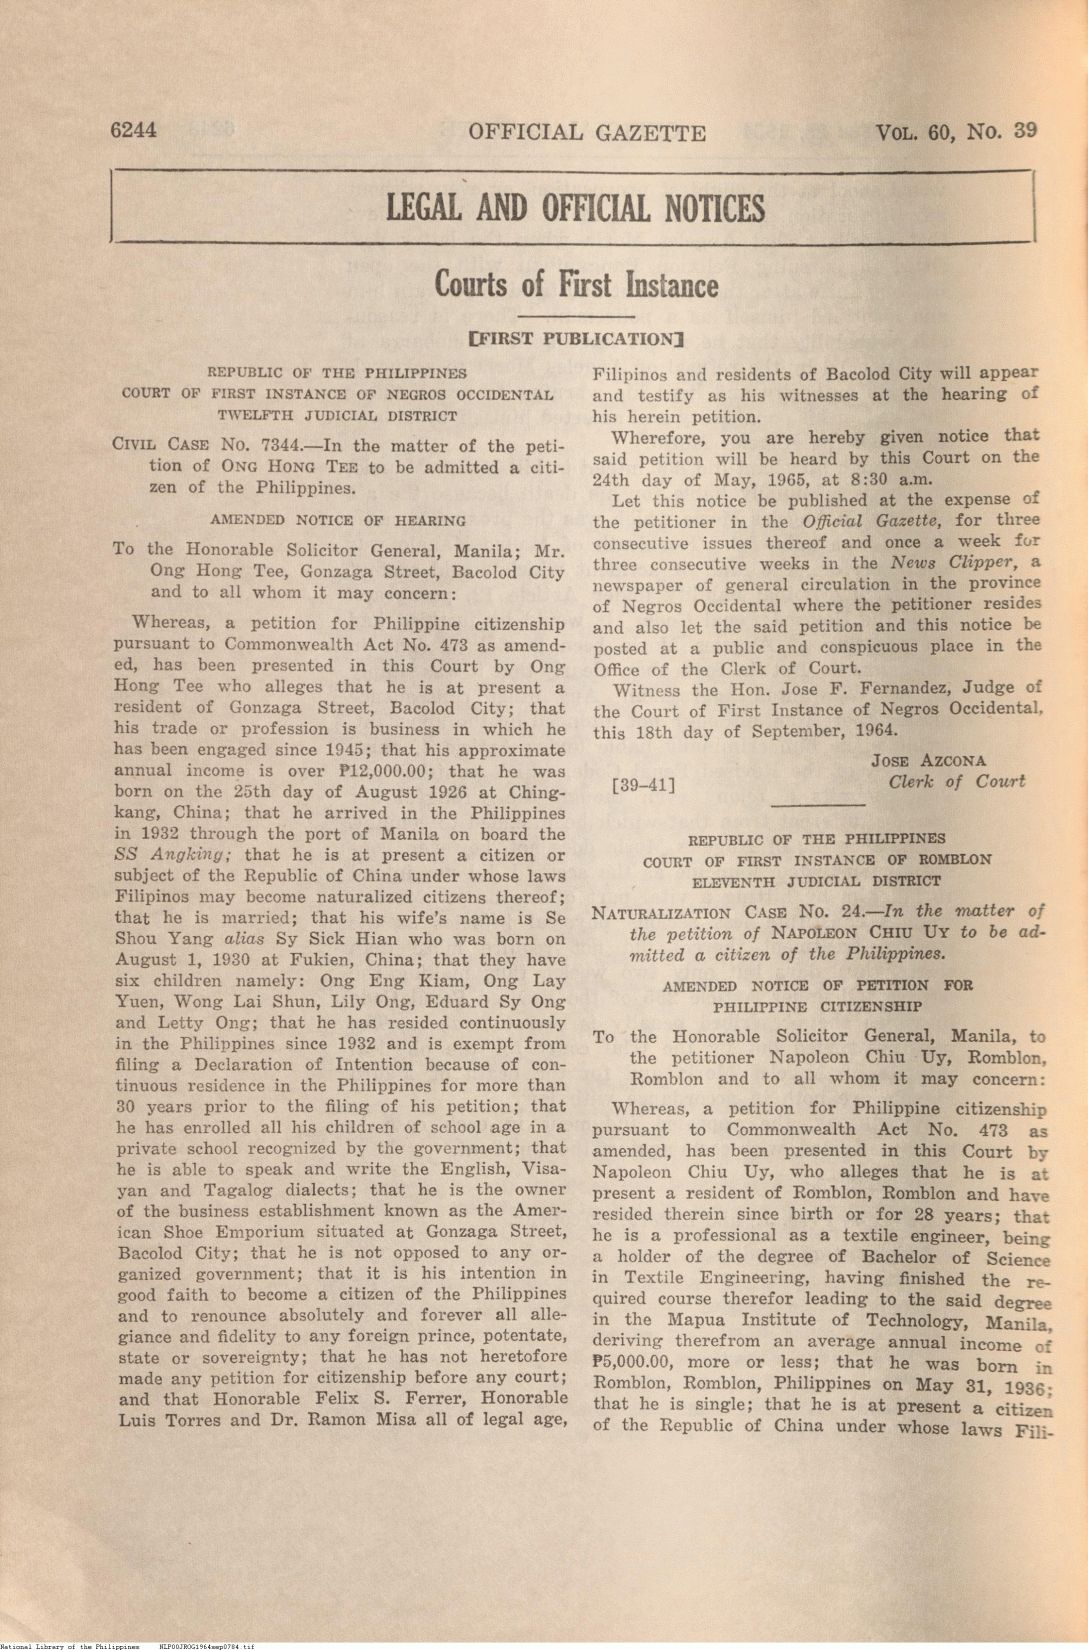 6244 OFFICIAL GAZETTE VOL. 60, NO. 39
LEGAL AND OFFICIAL NOTICES
Courts of First Instance
[FIRST PUBLICATION]
REPUBLIC OF THE PHILIPPINES
COURT OF FIRST INSTANCE OF NEGROS OCCIDENTAL
TWELFTH JUDICIAL DISTRICT
CIVIL CASE NO. 7344.—In the matter of the peti-
tion of ONG HONG TEE to be admitted a citi-
zen of the Philippines.
AMENDED NOTICE OF HEARING
To the Honorable Solicitor General, Manila; Mr.
Ong Hong Tee, Gonzaga Street, Bacolod City
and to all whom it may concern:
Whereas, a petition for Philippine citizenship
pursuant to Commonwealth Act No. 473 as amend-
ed, has been presented in this Court by Ong
Hong Tee who alleges that he is at present a
resident of Gonzaga Street, Bacolod City; that
his trade or profession is business in which he
has been engaged since 1945; that his approximate
annual income is over ₱12,000.00; that he was
born on the 25th day of August 1926 at Ching-
kang, China; that he arrived in the Philippines
in 1932 through the port of Manila on board the
SS Angking; that he is at present a citizen or
subject of the Republic of China under whose laws
Filipinos may become naturalized citizens thereof;
that he is married; that his wife's name is Se
Shou Yang alias Sy Sick Hian who was born on
August 1, 1930 at Fukien, China; that they have
six children namely: Ong Eng Kiam, Ong Lay
Yuen, Wong Lai Shun, Lily Ong, Eduard Sy Ong
and Letty Ong; that he has resided continuously
in the Philippines since 1932 and is exempt from
filing a Declaration of Intention because of con-
tinuous residence in the Philippines for more than
30 years prior to the filing of his petition; that
he has enrolled all his children of school age in a
private school recognized by the government; that
he is able to speak and write the English, Visa-
yan and Tagalog dialects; that he is the owner
of the business establishment known as the Amer-
ican Shoe Emporium situated at Gonzaga Street,
Bacolod City; that he is not opposed to any or-
ganized government; that it is his intention in
good faith to become a citizen of the Philippines
and to renounce absolutely and forever all alle-
giance and fidelity to any foreign prince, potentate,
state or sovereignty; that he has not heretofore
made any petition for citizenship before any court;
and that Honorable Felix S. Ferrer, Honorable
Luis Torres and Dr. Ramon Misa all of legal age,
Filipinos and residents of Bacolod City will appear
and testify as his witnesses at the hearing of
his herein petition.
Wherefore, you are hereby given notice that
said petition will be heard by this Court on the
24th day of May, 1965, at 8:30 a.m.
Let this notice be published at the expense of
the petitioner in the Official Gazette, for three
consecutive issues thereof and once a week for
three consecutive weeks in the News Clipper, a
newspaper of general circulation in the province
of Negros Occidental where the petitioner resides
and also let the said petition and this notice be
posted at a public and conspicuous place in the
Office of the Clerk of Court.
Witness the Hon. Jose F. Fernandez, Judge of
the Court of First Instance of Negros Occidental,
this 18th day of September, 1964.
JOSE AZCONA
[39–41] Clerk of Court
REPUBLIC OF THE PHILIPPINES
COURT OF FIRST INSTANCE OF ROMBLON
ELEVENTH JUDICIAL DISTRICT
NATURALIZATION CASE NO. 24.—In the matter of
the petition of NAPOLEON CHIU UY to be ad-
mitted a citizen of the Philippines.
AMENDED NOTICE OF PETITION FOR
PHILIPPINE CITIZENSHIP
To the Honorable Solicitor General, Manila, to
the petitioner Napoleon Chiu Uy, Romblon,
Romblon and to all whom it may concern:
Whereas, a petition for Philippine citizenship
pursuant to Commonwealth Act No. 473 as
amended, has been presented in this Court by
Napoleon Chiu Uy, who alleges that he is at
present a resident of Romblon, Romblon and have
resided therein since birth or for 28 years; that
he is a professional as a textile engineer, being
a holder of the degree of Bachelor of Science
in Textile Engineering, having finished the re-
quired course therefor leading to the said degree
in the Mapua Institute of Technology, Manila,
deriving therefrom an average annual income of
₱5,000.00, more or less; that he was born in
Romblon, Romblon, Philippines on May 31, 1936;
that he is single; that he is at present a citizen
of the Republic of China under whose laws Fili-
National Library of the Philippines NLP00JROG1964sep0784.tif